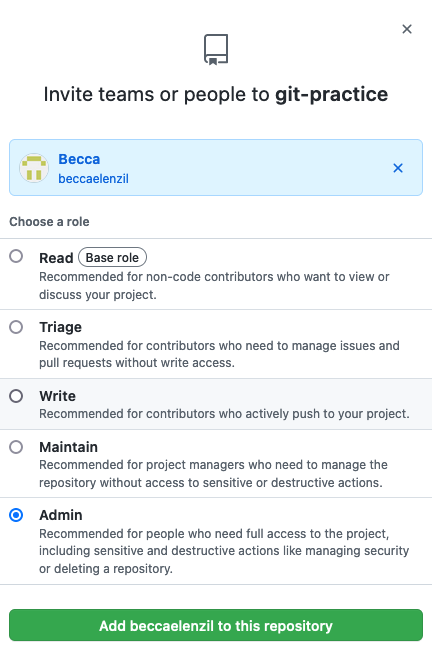 Invite teams or people to git-practice
Becca
beccaelenzil
Choose a role
Read Base role
Recommended for non-code contributors who want to view or
discuss your project.
Triage
Recommended for contributors who need to manage issues and
pull requests without write access.
Write
Recommended for contributors who actively push to your project.
Maintain
Recommended for project managers who need to manage the
repository without access to sensitive or destructive actions.
Admin
Recommended for people who need full access to the project,
including sensitive and destructive actions like managing security
or deleting a repository.
Add beccaelenzil to this repository